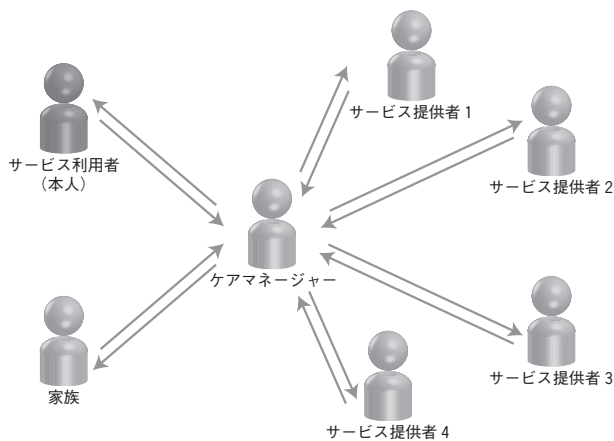 サービス提供者 1
サービス利用者
（本人）
サービス提供者 2
ケアマネージャー
サービス提供者 3
家族
サービス提供者 4